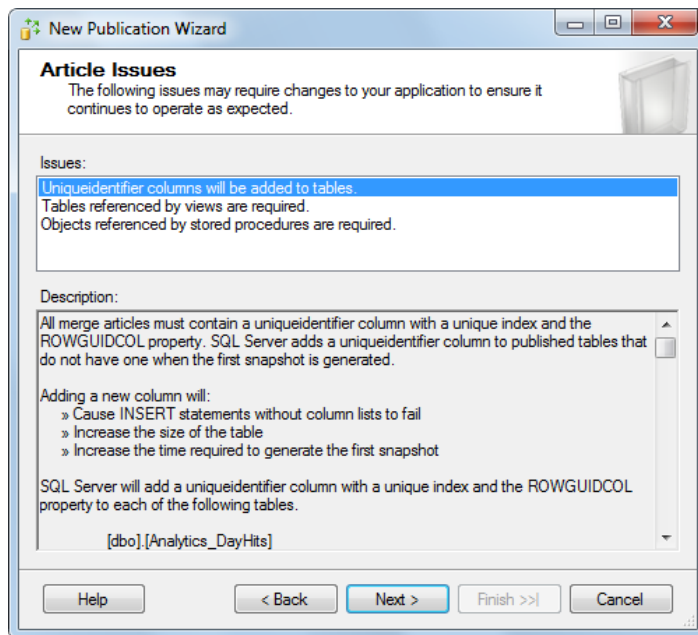 New Publication Wizard
Article Issues
The following issues may require changes to your application to ensure it
continues to operate as expected.
Issues:
Uniqueidentifier columns will be added to tables.
Tables referenced by views are required.
Objects referenced by stored procedures are required.
Description:
All merge articles must contain a uniqueidentifier column with a unique index and the
ROWGUIDCOL property. SQL Server adds a uniqueidentifier column to published tables that
do not have one when the first snapshot is generated.
Adding a new column will:
» Cause INSERT statements without column lists to fail
» Increase the size of the table
» Increase the time required to generate the first snapshot
SQL Server will add a uniqueidentifier column with a unique index and the ROWGUIDCOL
property to each of the following tables.
[dbo].[Analytics_DayHits]
Help
< Back
Next >
Finish >>|
Cancel